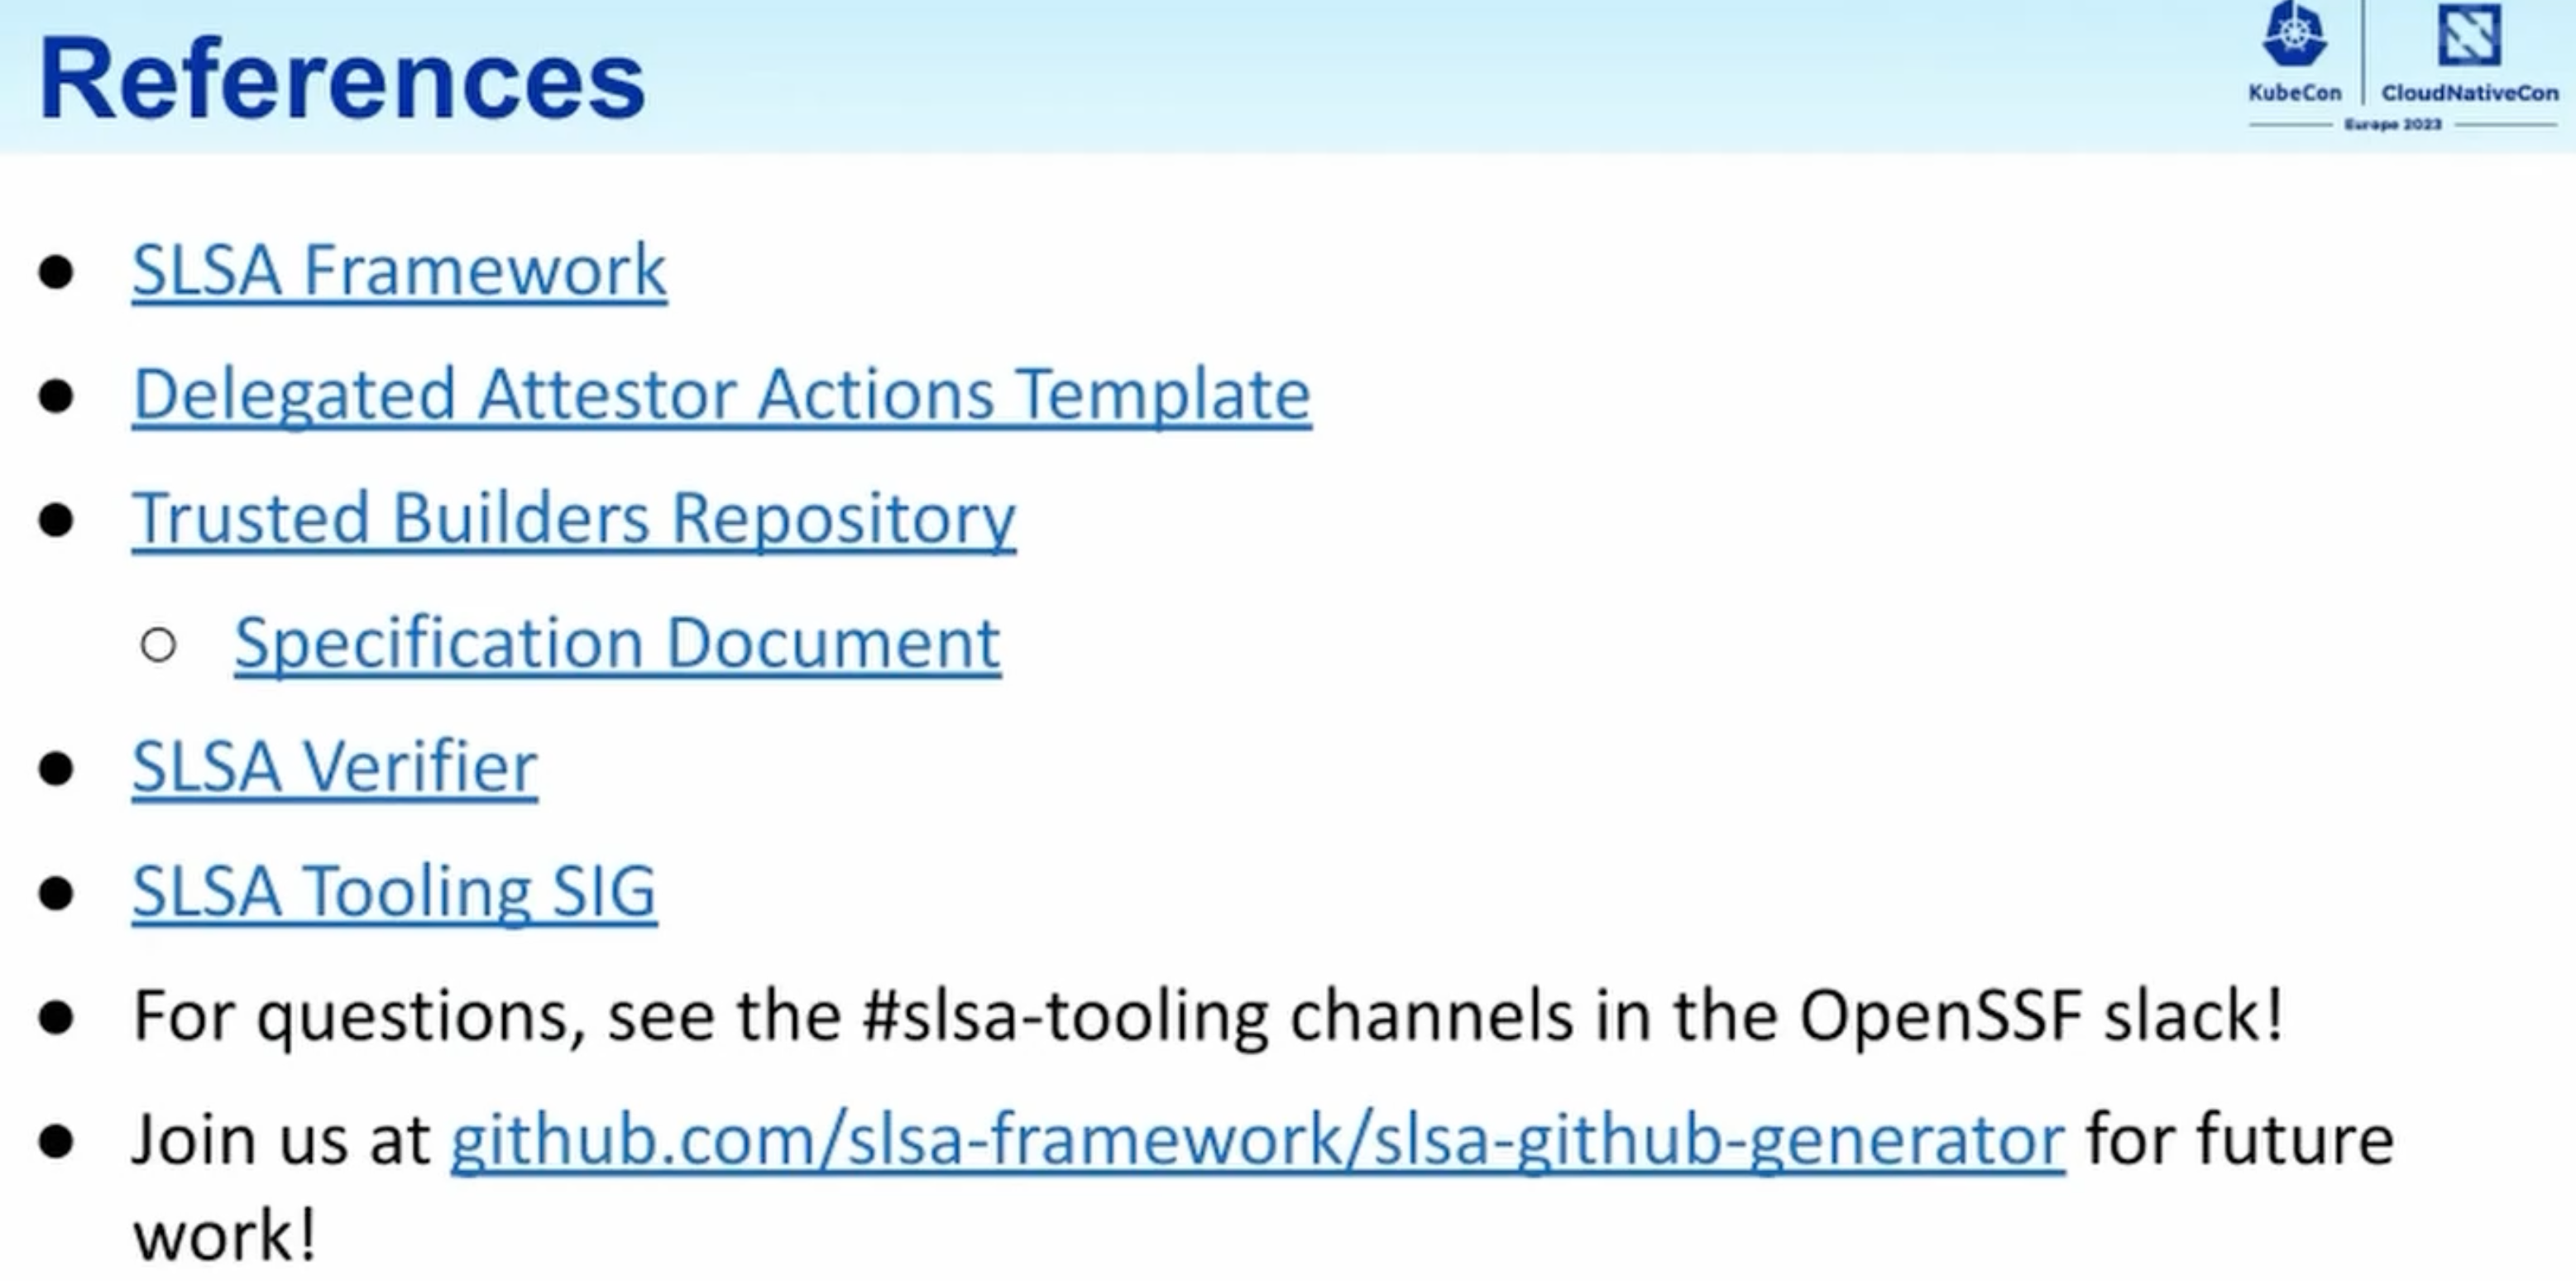 References
KubeCon
CloudNativeCon
Europe 2023
● SLSA Framework
● Delegated Attestor Actions Template
● Trusted Builders Repository
○ Specification Document
● SLSA Verifier
● SLSA Tooling SIG
● For questions, see the #slsa-tooling channels in the OpenSSF slack!
● Join us at github.com/slsa-framework/slsa-github-generator for future
work!